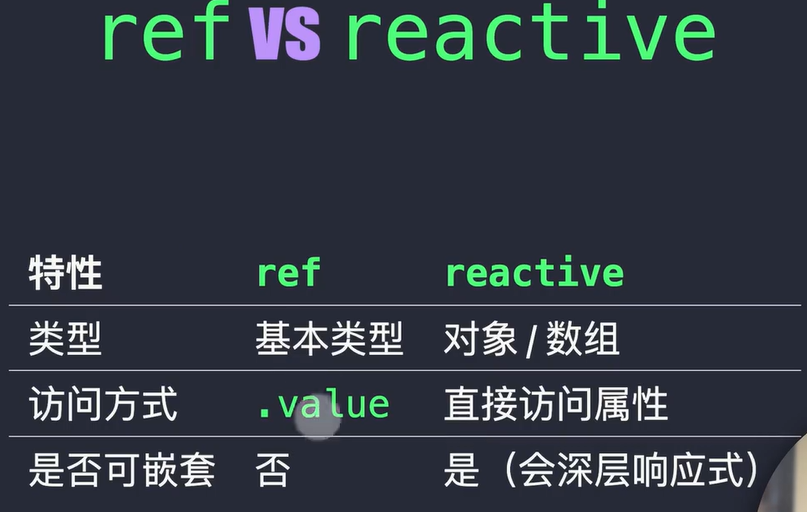 ref VS reactive
特性 ref reactive
类型 基本类型 对象/数组
访问方式 .value 直接访问属性
是否可嵌套 否 是（会深层响应式）